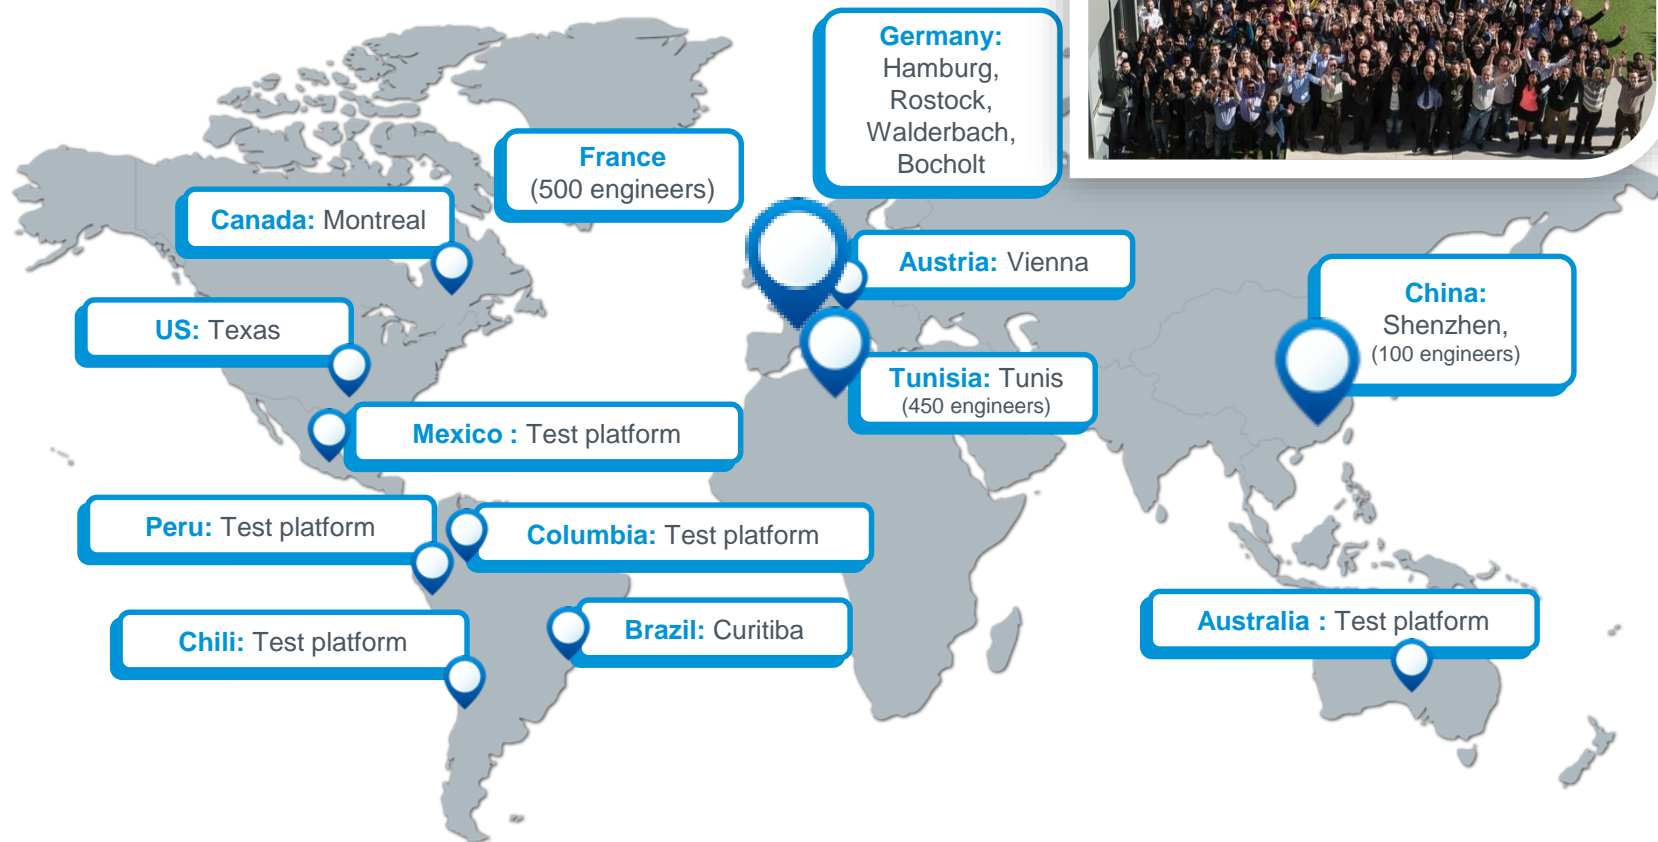 Germany:
Hamburg,
Rostock,
Walderbach,
Bocholt
France
(500 engineers)
Canada: Montreal
Austria: Vienna
China:
Shenzhen,
(100 engineers)
US: Texas
Tunisia: Tunis
(450 engineers)
Mexico : Test platform
Peru: Test platform
Columbia: Test platform
Chili: Test platform
Brazil: Curitiba
Australia : Test platform